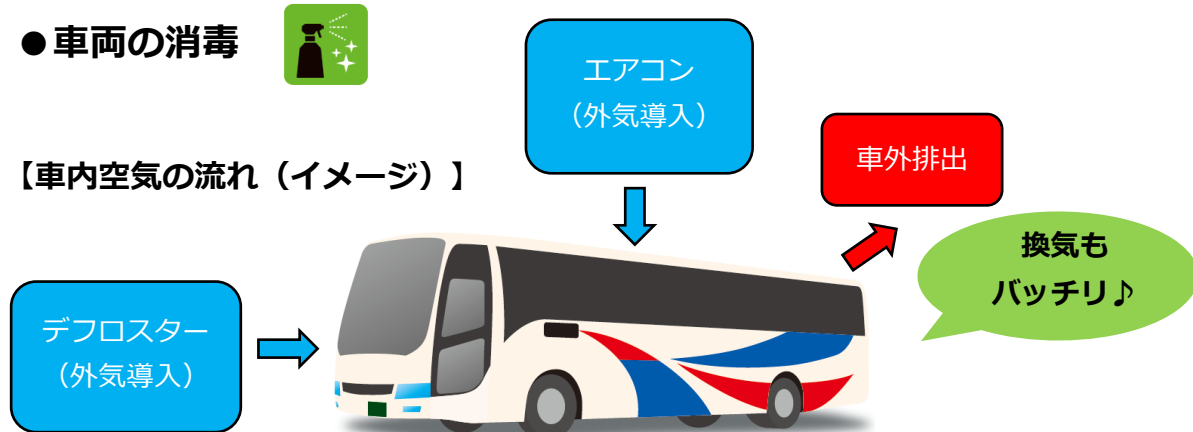 ●車両の消毒
エアコン
（外気導入）
車外排出
【車内空気の流れ（イメージ）】
換気も
バッチリ♪
デフロスター
（外気導入）